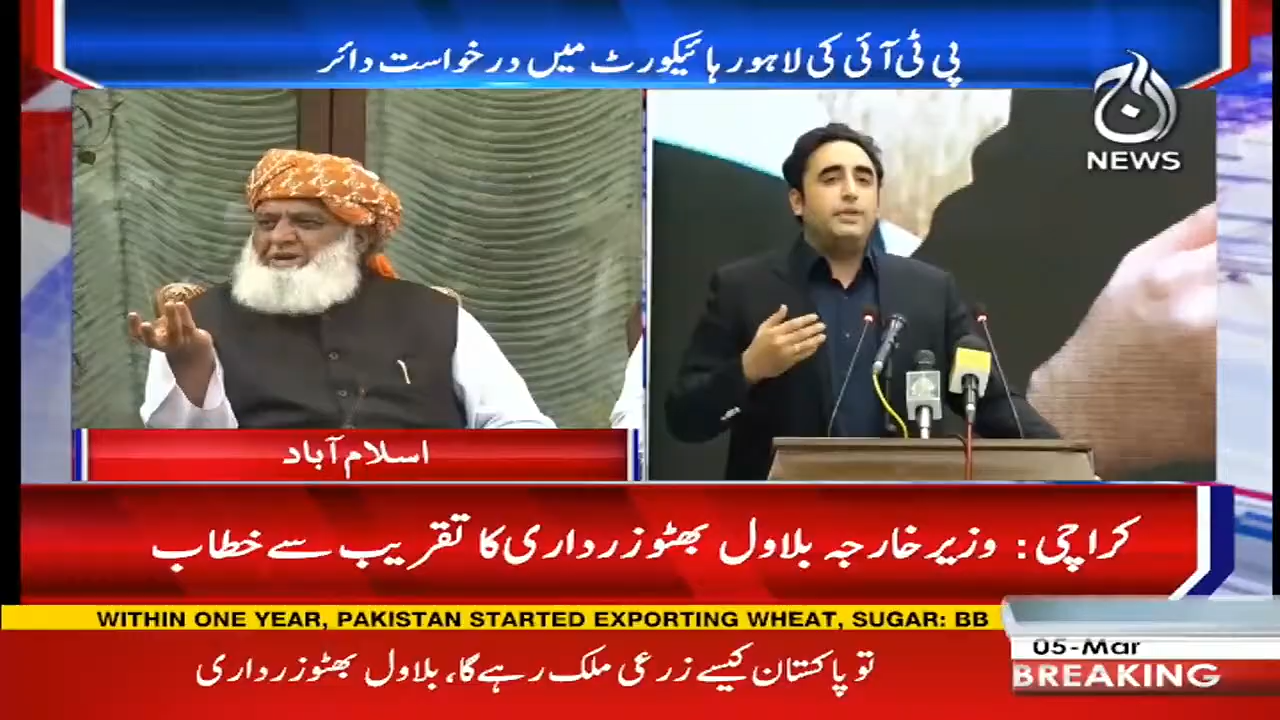 پی ٹی آئی کی لاہور ہائیکورٹ میں درخواست دائر
آج
NEWS
اسلام آباد
کراچی: وزیر خارجہ بلاول بھٹو زرداری کا تقریب سے خطاب
WITHIN ONE YEAR, PAKISTAN STARTED EXPORTING WHEAT, SUGAR: BB
05-Mar
تو پاکستان کیسے زرعی ملک رہے گا، بلاول بھٹو زرداری
BREAKING